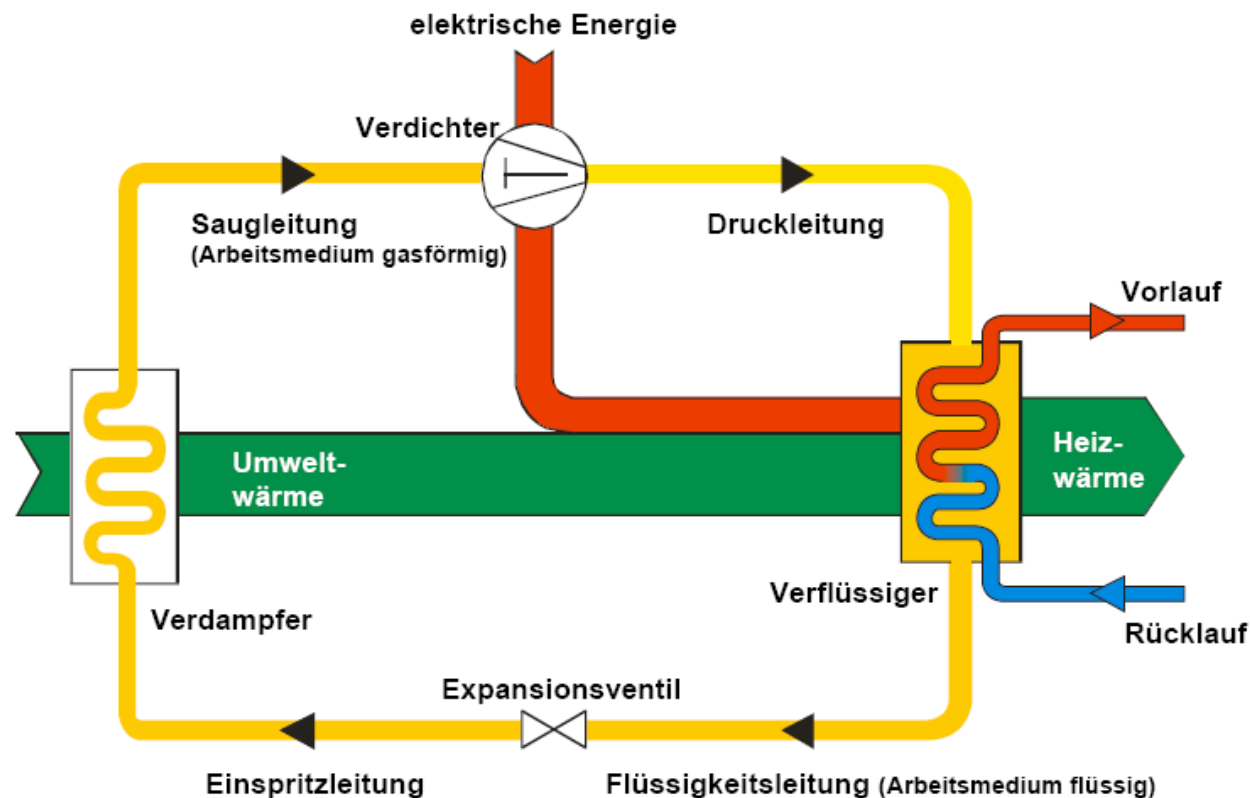 elektrische Energie
Verdichter
Saugleitung
(Arbeitsmedium gasförmig)
Druckleitung
Vorlauf
Umwelt-
wärme
Heiz-
wärme
Verdampfer
Verflüssiger
Rücklauf
Expansionsventil
Einspritzleitung
Flüssigkeitsleitung (Arbeitsmedium flüssig)